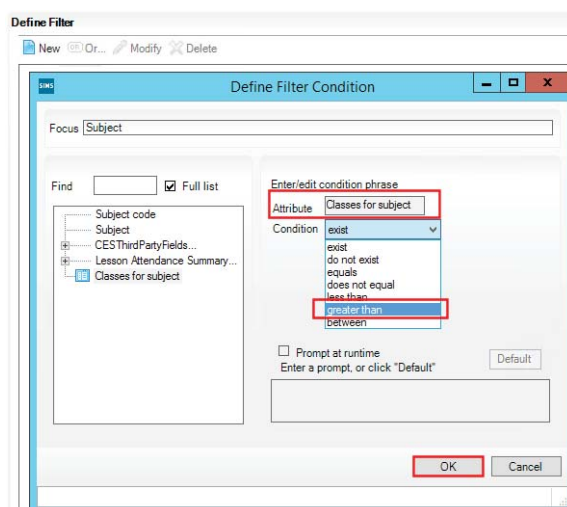 Define Filter
New Or... Modify Delete
SIMS Define Filter Condition
Focus Subject
Find Full list
Subject code
Subject
CESThirdPartyFields...
Lesson Attendance Summary...
Classes for subject
Enter/edit condition phrase
Attribute Classes for subject
Condition exist
exist
do not exist
equals
does not equal
less than
greater than
between
Prompt at runtime
Enter a prompt, or click "Default"
Default
OK Cancel